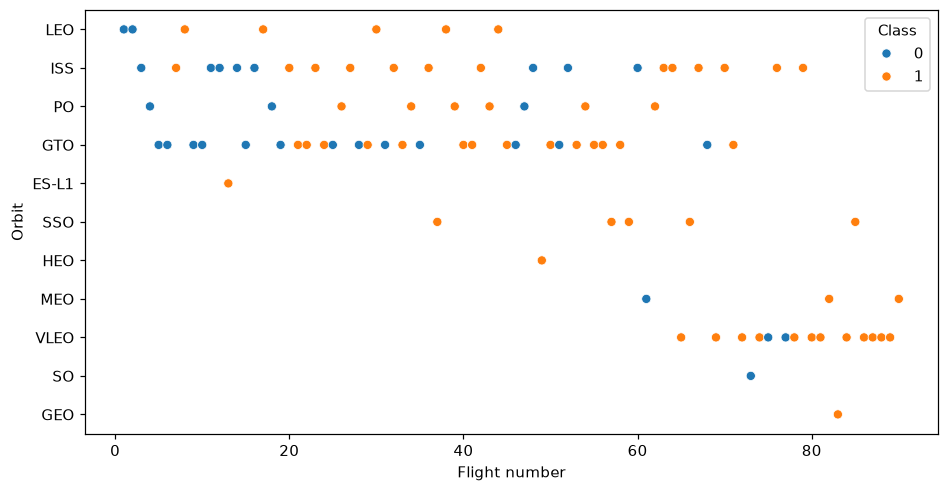 LEO
ISS
PO
GTO
ES-L1
SSO
HEO
MEO
VLEO
SO
GEO
Orbit
0
20
40
60
80
Flight number
Class
0
1